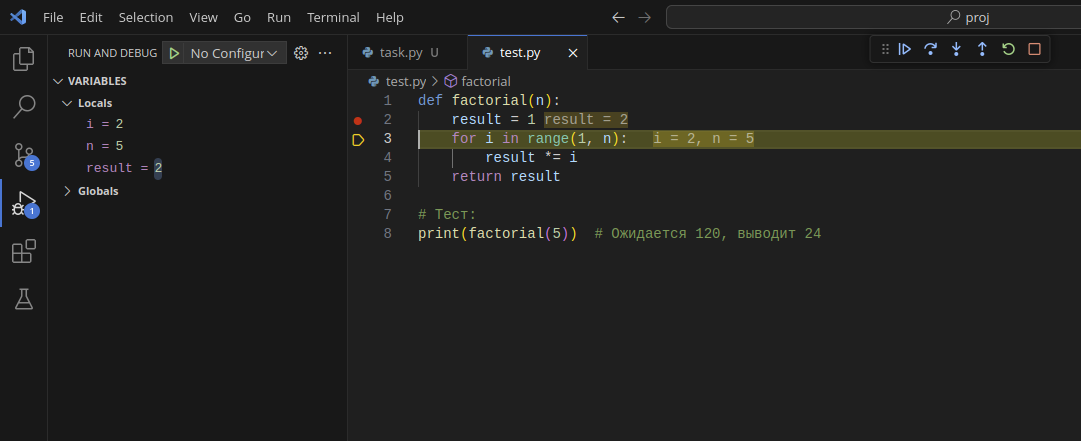 File Edit Selection View Go Run Terminal Help proj
RUN AND DEBUG No Configur ···
task.py U test.py
test.py > factorial
VARIABLES
Locals
i = 2
n = 5
result = 2
Globals
5
1
1 def factorial(n):
2 result = 1 result = 2
3 for i in range(1, n): i = 2, n = 5
4 result *= i
5 return result
6
7 # Тест:
8 print(factorial(5)) # Ожидается 120, выводит 24